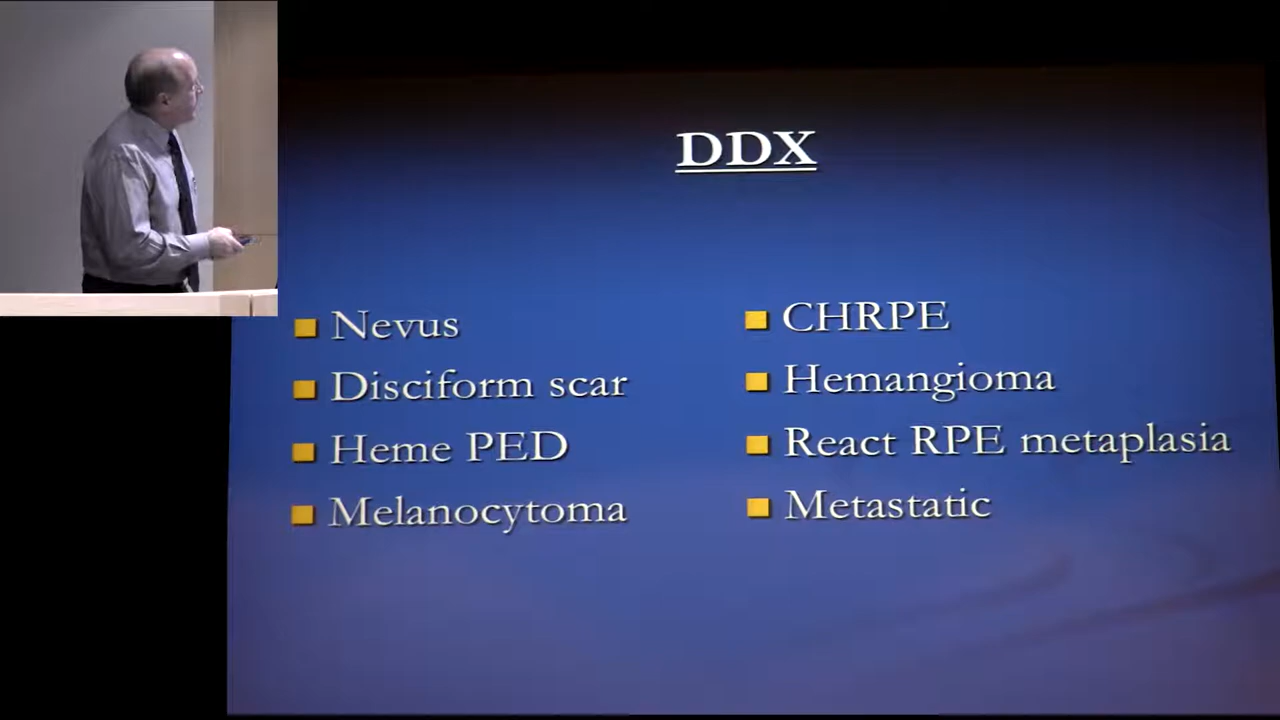 DDX
Nevus
Disciform scar
Heme PED
Melanocytoma
CHRPE
Hemangioma
React RPE metaplasia
Metastatic